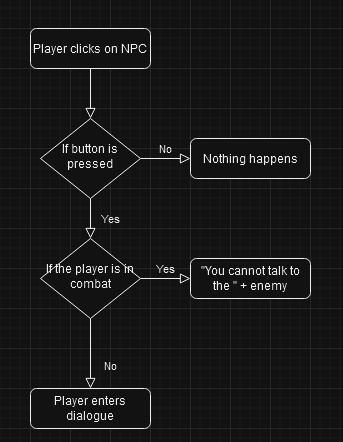 Player clicks on NPC
If button is
pressed
No
Nothing happens
Yes
If the player is in
combat
Yes
"You cannot talk to
the " + enemy
No
Player enters
dialogue